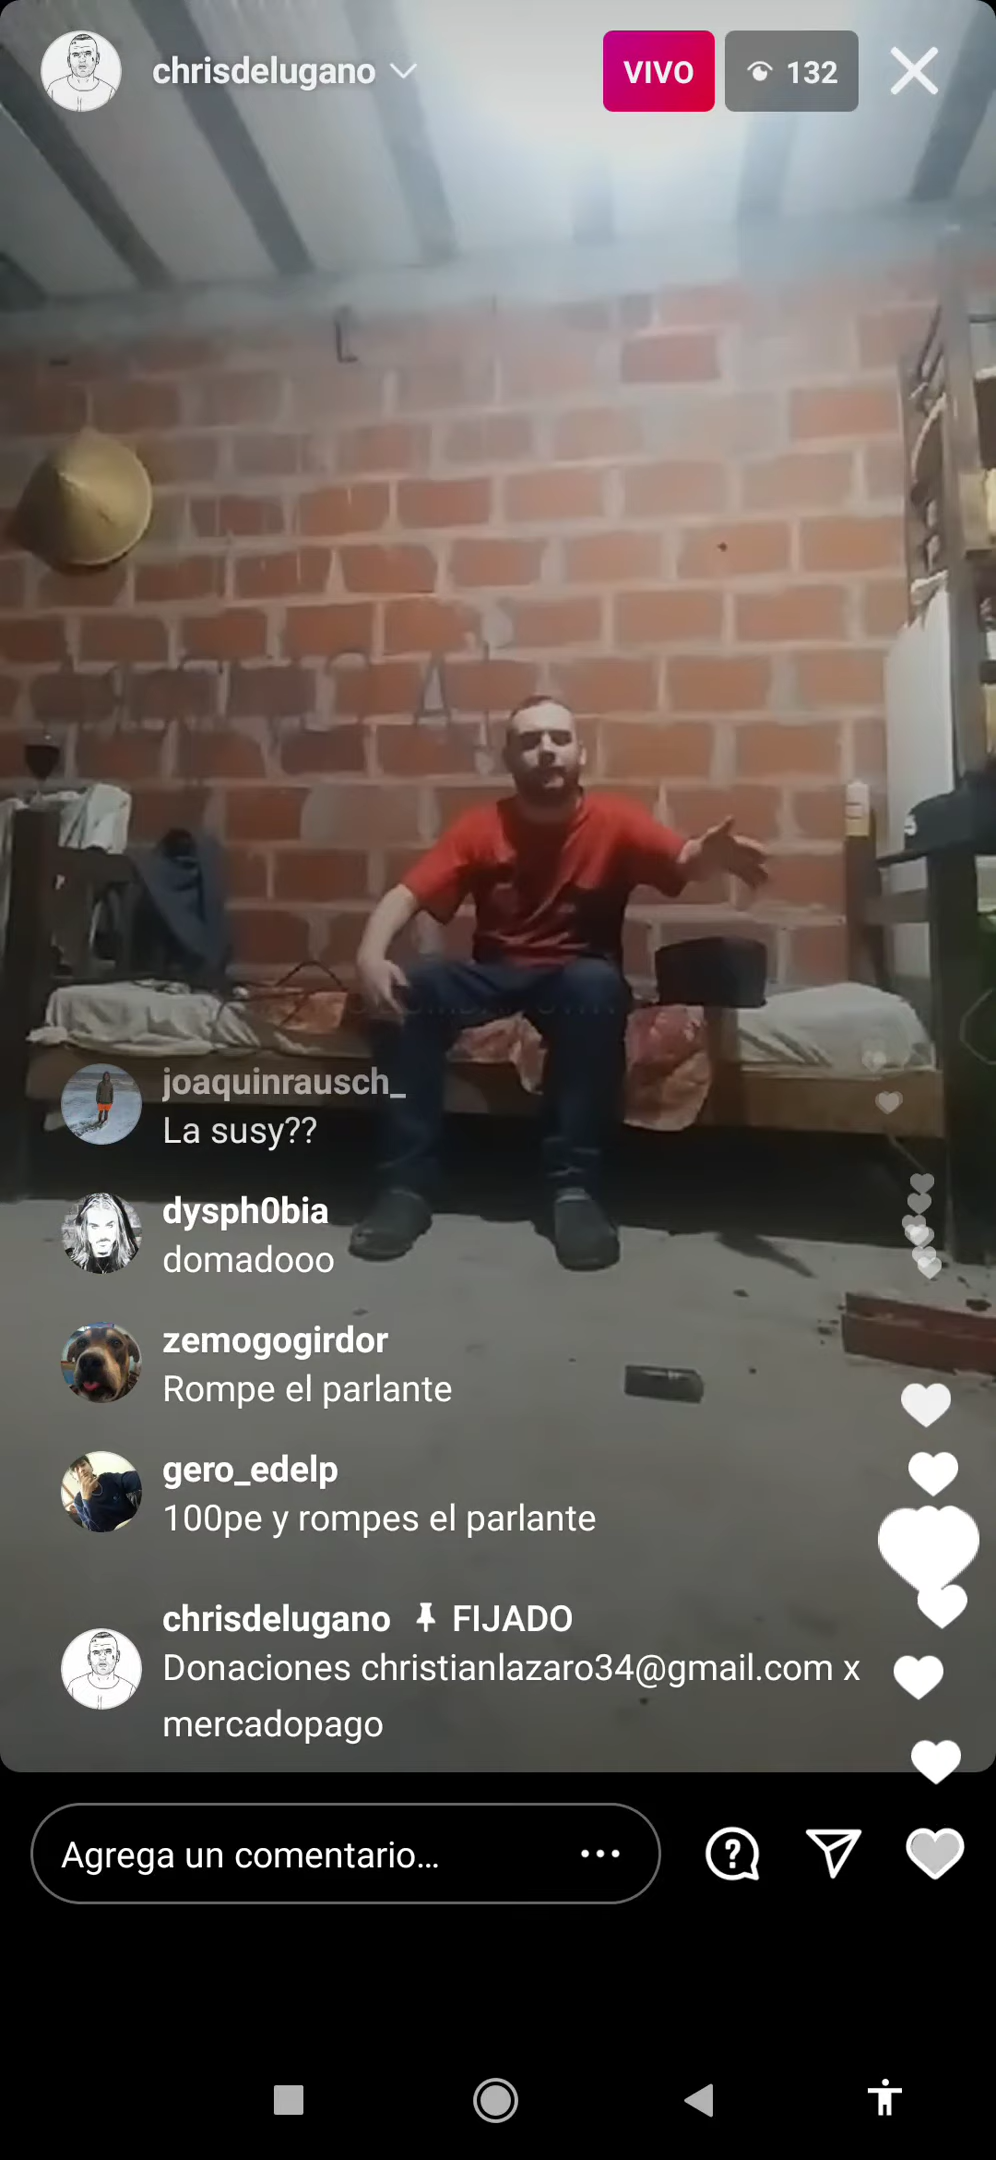 chrisdelugano
VIVO
132
joaquinrausch_
La susy??
dysph0bia
domadooo
zemogogirdor
Rompe el parlante
gero_edelp
100pe y rompes el parlante
chrisdelugano FIJADO
Donaciones christianlazaro34@gmail.com x
mercadopago
Agrega un comentario...